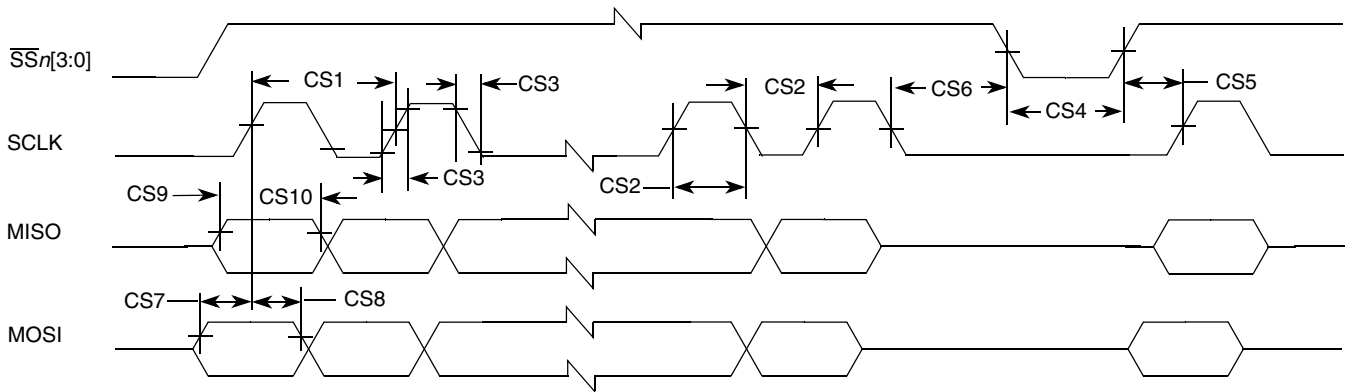 SSn[3:0]
CS1
CS3
CS2
CS6
CS4
CS5
SCLK
CS3
CS2
CS9
CS10
MISO
CS7
CS8
MOSI